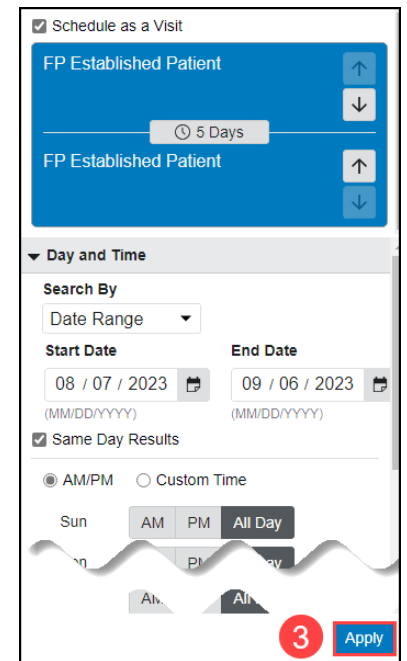 Schedule as a Visit
FP Established Patient
5 Days
FP Established Patient
Day and Time
Search By
Date Range
Start Date End Date
08 / 07 / 2023 09 / 06 / 2023
(MM/DD/YYYY) (MM/DD/YYYY)
Same Day Results
AM/PM Custom Time
Sun AM PM All Day
3 Apply